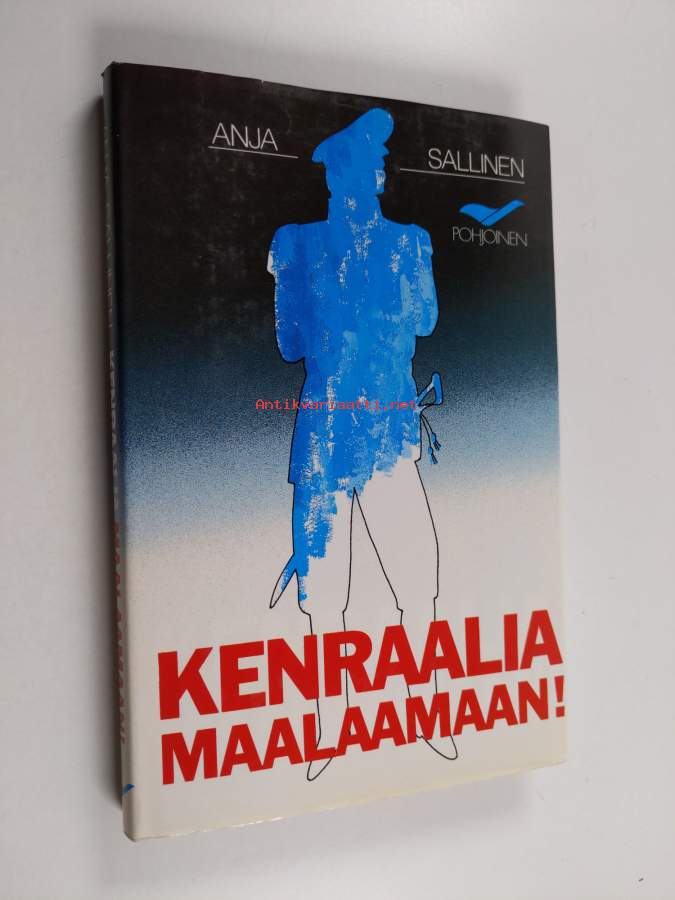 ANJA
SALLINEN
POHJOINEN
Antikvariaatti.net
KENRAALIA
MAALAAMAAN!